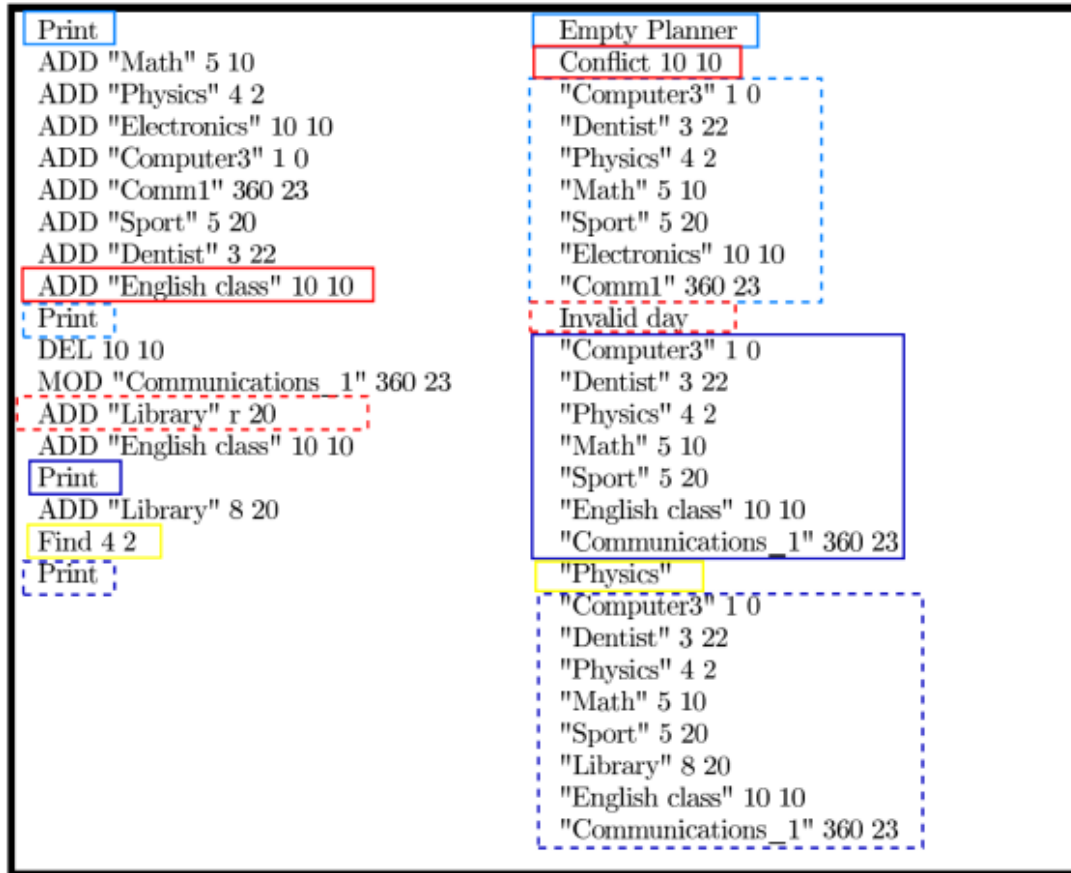 Print
ADD "Math" 5 10
ADD "Physics" 4 2
ADD "Electronics" 10 10
ADD "Computer3" 1 0
ADD "Comm1" 360 23
ADD "Sport" 5 20
ADD "Dentist" 3 22
ADD "English class" 10 10
Print
DEL 10 10
MOD "Communications_1" 360 23
ADD "Library" r 20
ADD "English class" 10 10
Print
ADD "Library" 8 20
Find 4 2
Print
Empty Planner
Conflict 10 10
"Computer3" 1 0
"Dentist" 3 22
"Physics" 4 2
"Math" 5 10
"Sport" 5 20
"Electronics" 10 10
"Comm1" 360 23
Invalid day
"Computer3" 1 0
"Dentist" 3 22
"Physics" 4 2
"Math" 5 10
"Sport" 5 20
"English class" 10 10
"Communications_1" 360 23
"Physics"
"Computer3" 1 0
"Dentist" 3 22
"Physics" 4 2
"Math" 5 10
"Sport" 5 20
"Library" 8 20
"English class" 10 10
"Communications_1" 360 23